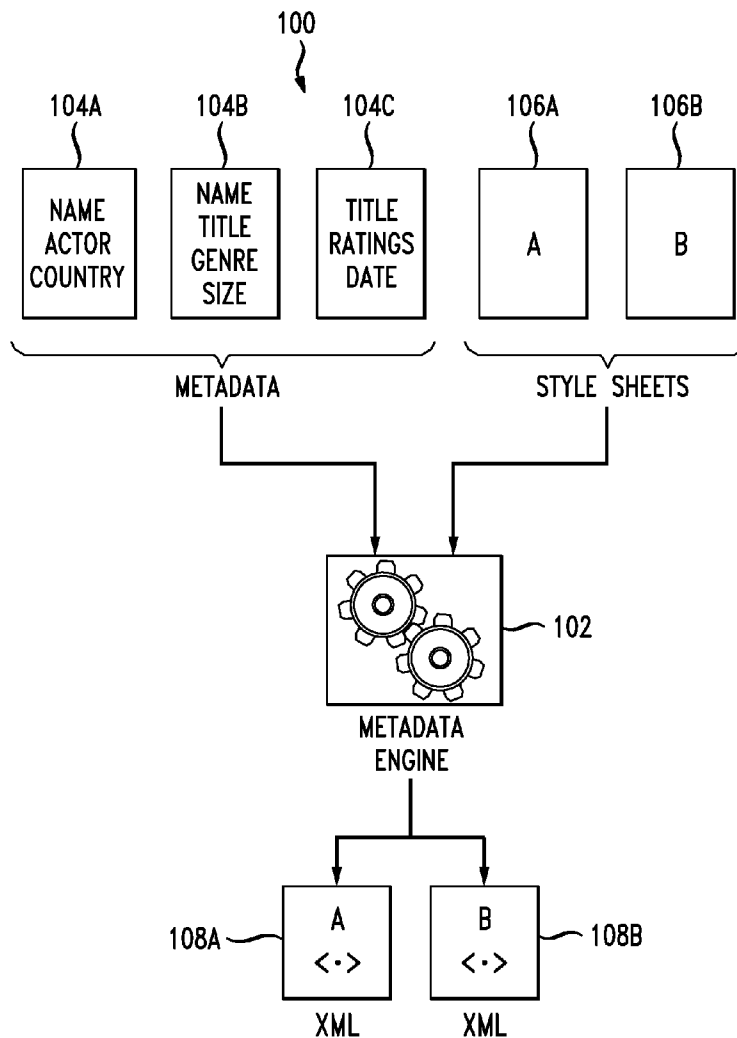 100
104A
104B
104C
106A
106B
NAME
ACTOR
COUNTRY
NAME
TITLE
GENRE
SIZE
TITLE
RATINGS
DATE
A
B
METADATA
STYLE SHEETS
102
METADATA
ENGINE
108A
A
<·>
B
<·>
108B
XML
XML